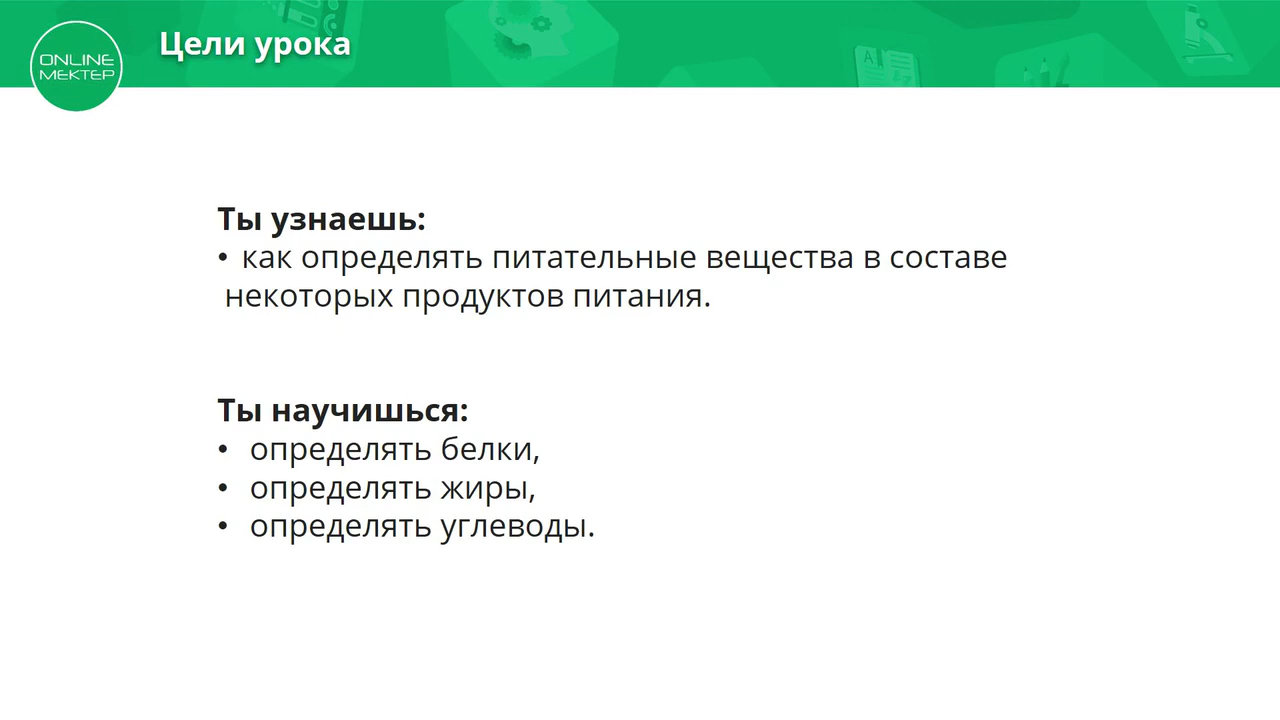 Цели урока
ONLINE
МЕКТЕР
Ты узнаешь:
• как определять питательные вещества в составе
некоторых продуктов питания.
Ты научишься:
• определять белки,
• определять жиры,
• определять углеводы.